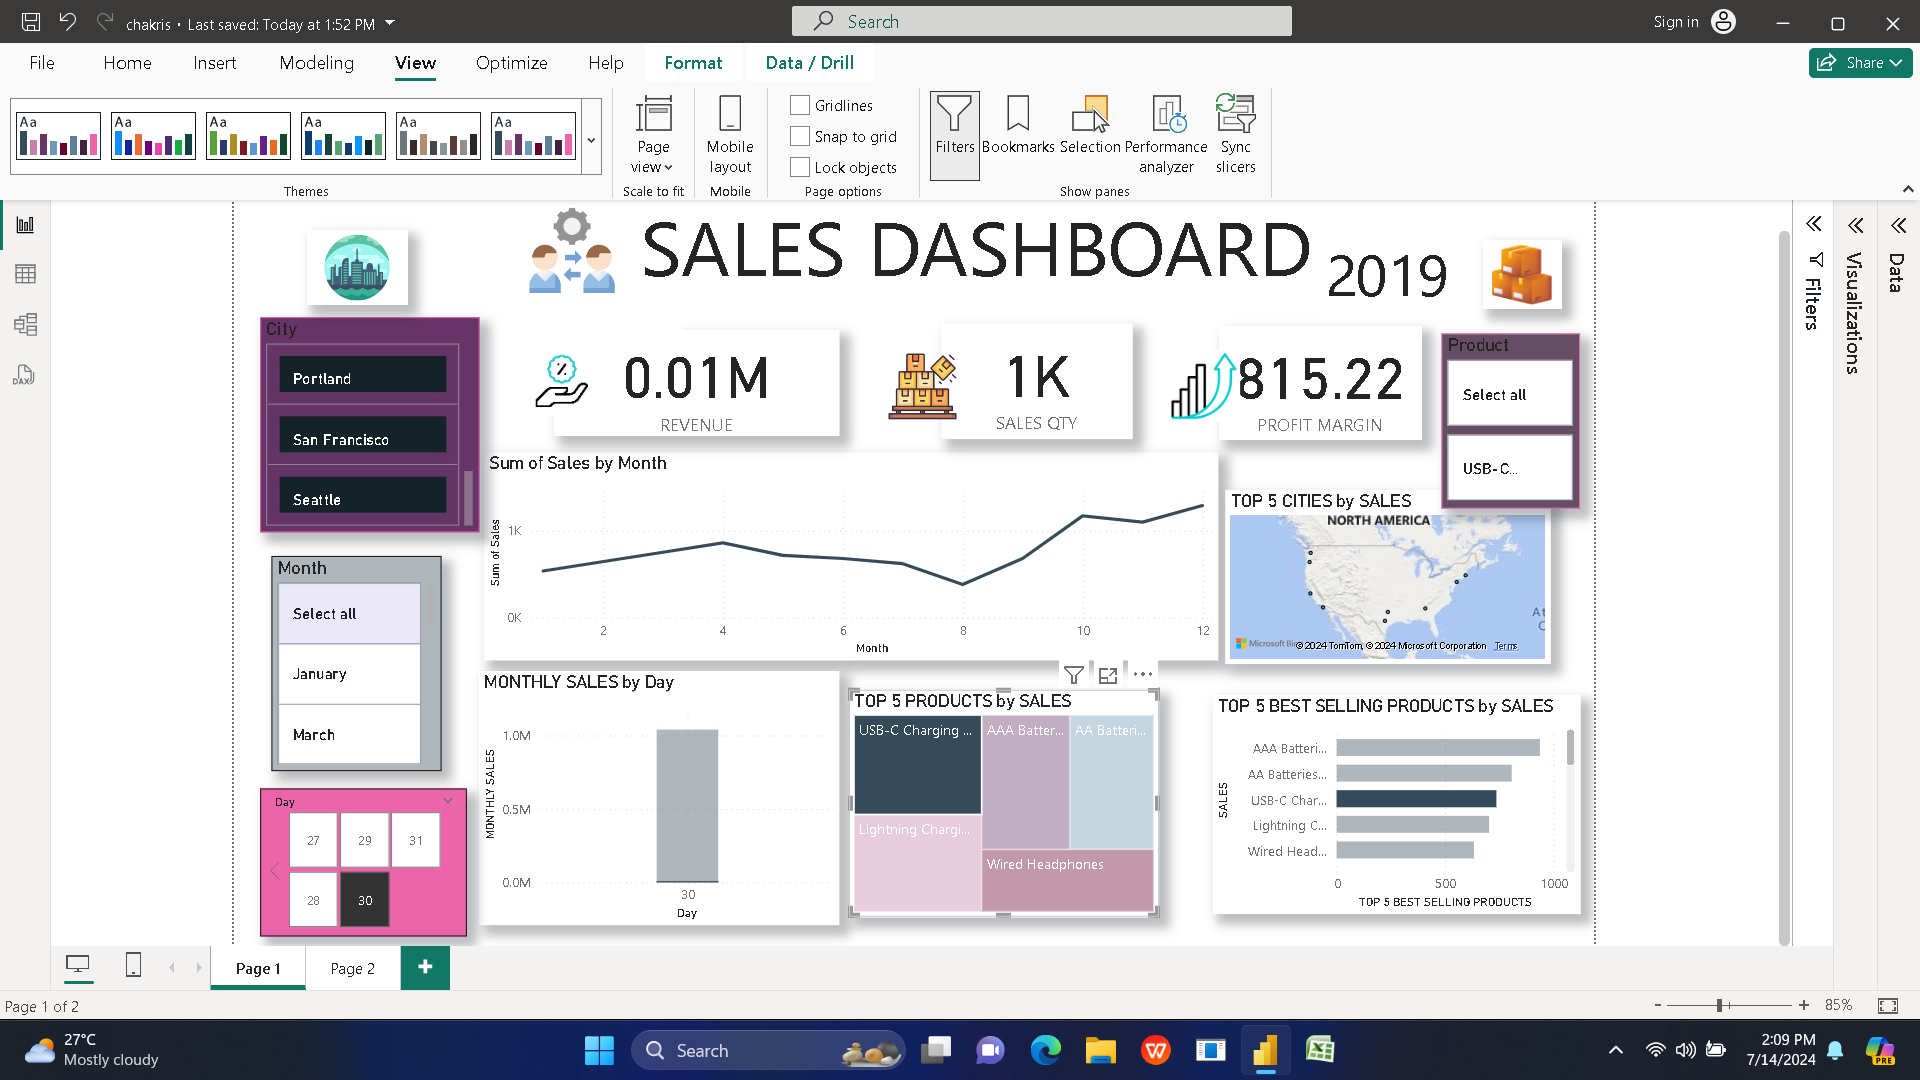 chakris • Last saved: Today at 1:52 PM
Search
Sign in
File Home Insert Modeling View Optimize Help Format Data / Drill
Share
Aa Aa Aa Aa Aa Aa
Themes
Page view
Scale to fit
Mobile layout
Mobile
Gridlines
Snap to grid
Lock objects
Page options
Filters
Bookmarks
Selection
Performance analyzer
Sync slicers
Show panes
SALES DASHBOARD 2019
City
Portland
San Francisco
Seattle
0.01M
REVENUE
1K
SALES QTY
815.22
PROFIT MARGIN
Product
Select all
USB-C...
Filters
Visualizations
Data
DAX
Sum of Sales by Month
Sum of Sales
1K
0K
2 4 6 8 10 12
Month
TOP 5 CITIES by SALES
NORTH AMERICA
At
Microsoft Bi
© 2024 TomTom, © 2024 Microsoft Corporation Terms
Month
Select all
January
March
Day
27 29 31
28 30
MONTHLY SALES by Day
MONTHLY SALES
1.0M
0.5M
0.0M
30
Day
TOP 5 PRODUCTS by SALES
USB-C Charging ...
AAA Batter...
AA Batteri...
Lightning Chargi...
Wired Headphones
TOP 5 BEST SELLING PRODUCTS by SALES
SALES
AAA Batteri...
AA Batteries...
USB-C Char...
Lightning C...
Wired Head...
0 500 1000
TOP 5 BEST SELLING PRODUCTS
Page 1
Page 2
+
Page 1 of 2
- + 85%
27°C
Mostly cloudy
Search
2:09 PM
7/14/2024
PRE